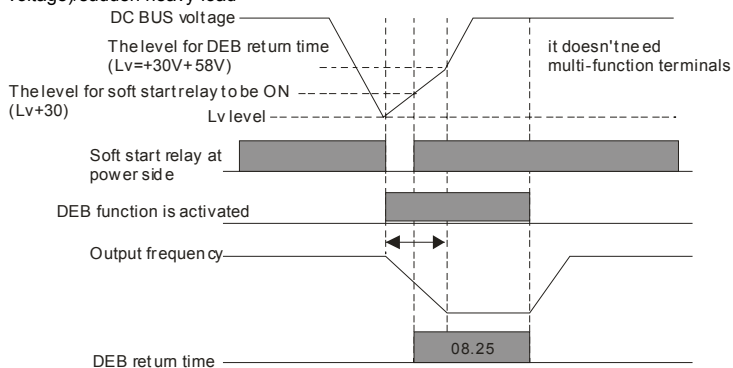 voltage)/sudden heavy load
DC BUS voltage
The level for DEB return time
(Lv=+30V+58V)
it doesn't need
multi-function terminals
The level for soft start relay to be ON
(Lv+30)
Lv level
Soft start relay at
power side
DEB function is activated
Output frequency
08.25
DEB return time